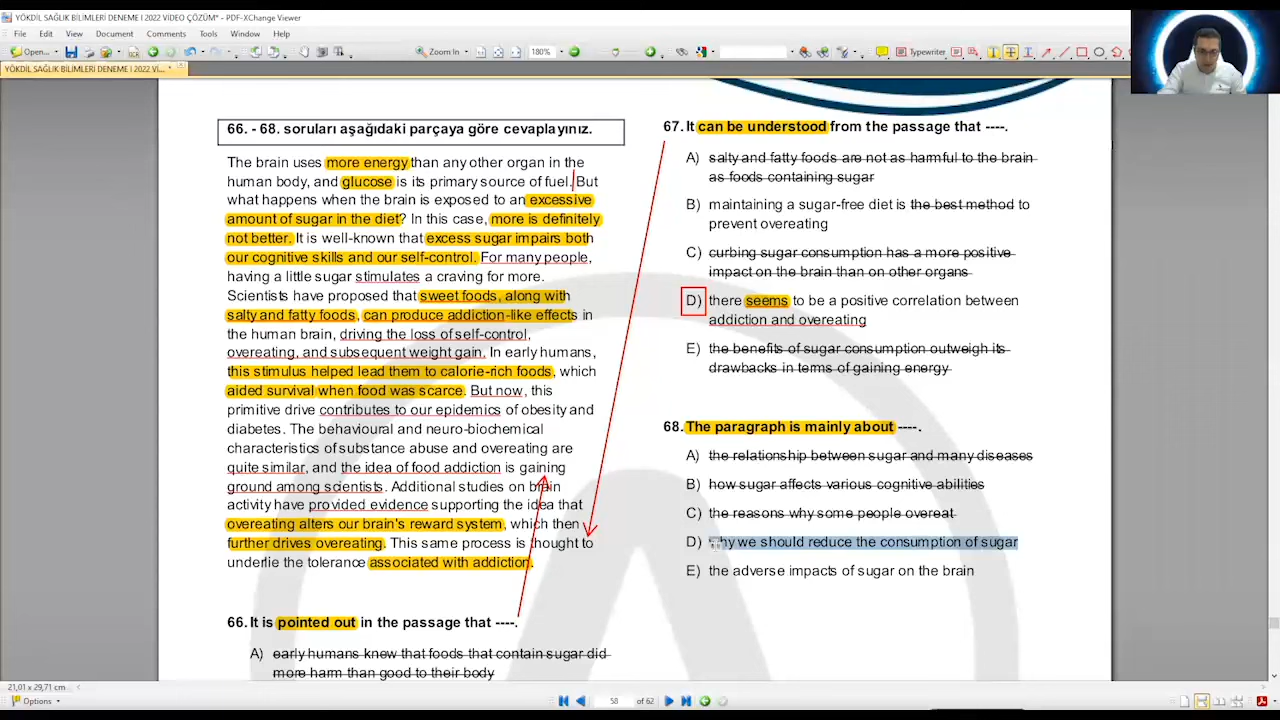 YÖKDİL SAĞLIK BİLİMLERİ DENEME I 2022 VİDEO ÇÖZÜM* - PDF-XChange Viewer
File Edit View Document Comments Tools Window Help
Open... Zoom In 180% Typewriter
YÖKDİL SAĞLIK BİLİMLERİ DENEME I 2022 Vİ... *
66. - 68. soruları aşağıdaki parçaya göre cevaplayınız.
The brain uses more energy than any other organ in the
human body, and glucose is its primary source of fuel. But
what happens when the brain is exposed to an excessive
amount of sugar in the diet? In this case, more is definitely
not better. It is well-known that excess sugar impairs both
our cognitive skills and our self-control. For many people,
having a little sugar stimulates a craving for more.
Scientists have proposed that sweet foods, along with
salty and fatty foods, can produce addiction-like effects in
the human brain, driving the loss of self-control,
overeating, and subsequent weight gain. In early humans,
this stimulus helped lead them to calorie-rich foods, which
aided survival when food was scarce. But now, this
primitive drive contributes to our epidemics of obesity and
diabetes. The behavioural and neuro-biochemical
characteristics of substance abuse and overeating are
quite similar, and the idea of food addiction is gaining
ground among scientists. Additional studies on brain
activity have provided evidence supporting the idea that
overeating alters our brain's reward system, which then
further drives overeating. This same process is thought to
underlie the tolerance associated with addiction.
66. It is pointed out in the passage that ----.
A) early humans knew that foods that contain sugar did
more harm than good to their body
67. It can be understood from the passage that ----.
A) salty and fatty foods are not as harmful to the brain
as foods containing sugar
B) maintaining a sugar-free diet is the best method to
prevent overeating
C) curbing sugar consumption has a more positive
impact on the brain than on other organs
D) there seems to be a positive correlation between
addiction and overeating
E) the benefits of sugar consumption outweigh its
drawbacks in terms of gaining energy
68. The paragraph is mainly about ----.
A) the relationship between sugar and many diseases
B) how sugar affects various cognitive abilities
C) the reasons why some people overeat
D) why we should reduce the consumption of sugar
E) the adverse impacts of sugar on the brain
21,01 x 29,71 cm
Options 58 of 62